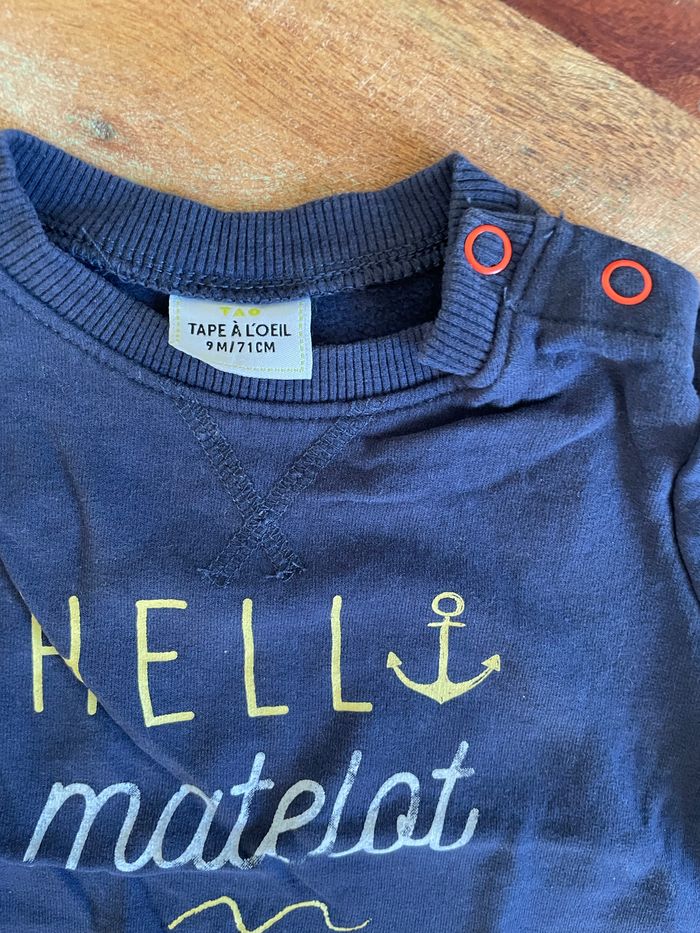 TAO
TAPE À L'OEIL
9M/71CM
HELL
matelot